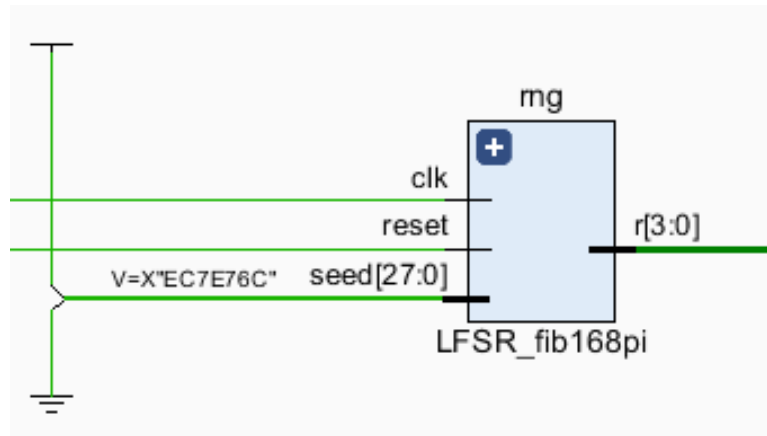 rng
+
clk
reset
r[3:0]
V=X"EC7E76C" seed[27:0]
LFSR_fib168pi